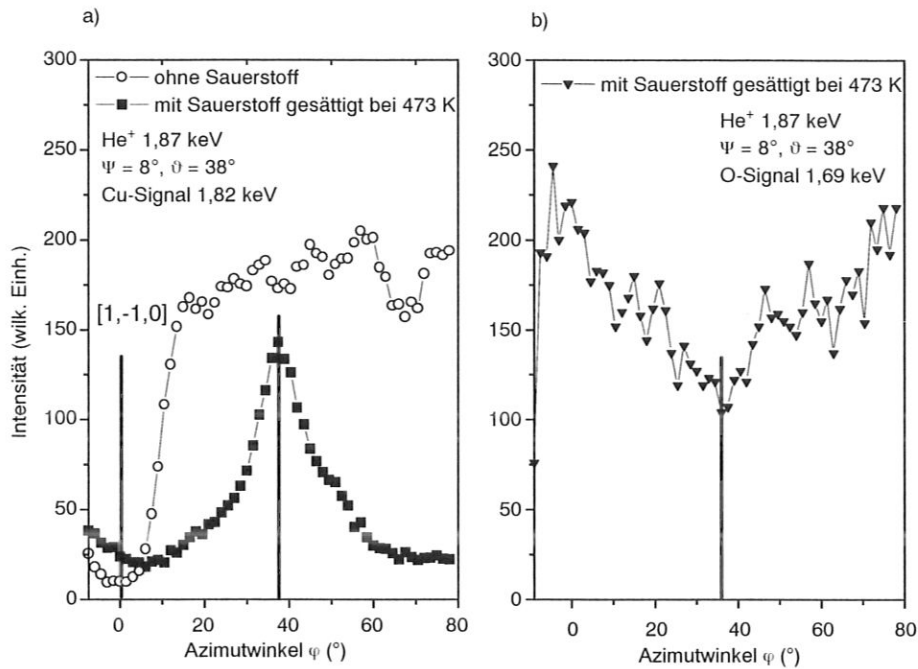 a)
300
250
200
150
100
50
0
Intensität (wilk. Einh.)
ohne Sauerstoff
mit Sauerstoff gesättigt bei 473 K
He⁺ 1,87 keV
Ψ = 8°, ϑ = 38°
Cu-Signal 1,82 keV
[1,-1,0]
0 20 40 60 80
Azimutwinkel φ (°)
b)
300
250
200
150
100
50
0
mit Sauerstoff gesättigt bei 473 K
He⁺ 1,87 keV
Ψ = 8°, ϑ = 38°
O-Signal 1,69 keV
0 20 40 60 80
Azimutwinkel φ (°)